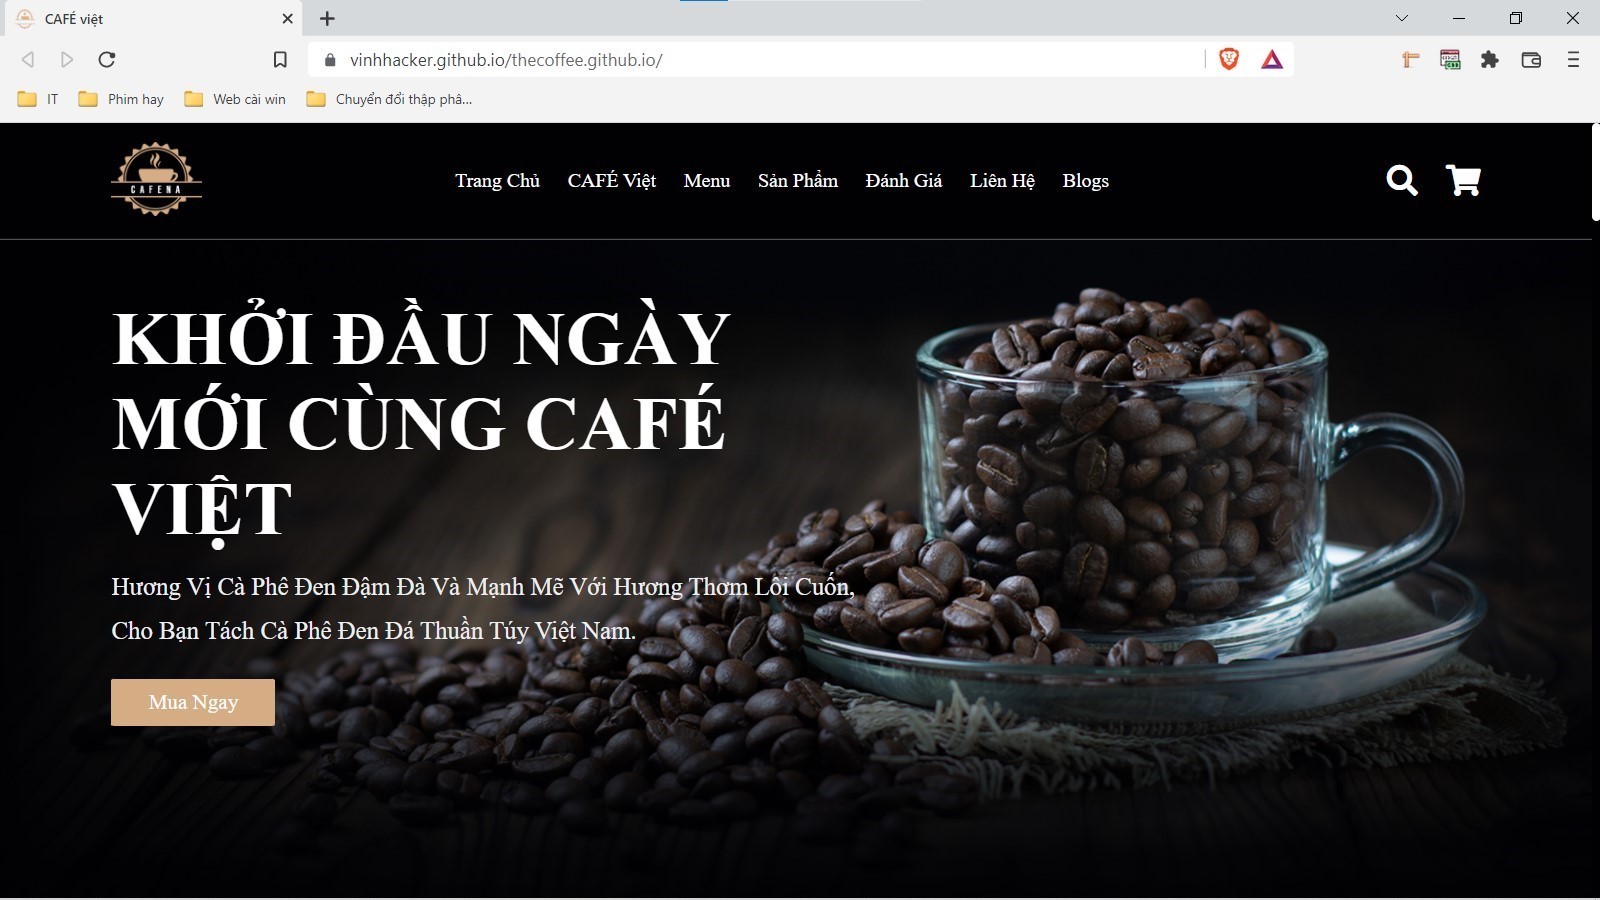 CAFÉ việt
vinhhacker.github.io/thecoffee.github.io/
IT Phim hay Web cài win Chuyển đổi thập phâ...
CAFENA
Trang Chủ CAFÉ Việt Menu Sản Phẩm Đánh Giá Liên Hệ Blogs
KHỞI ĐẦU NGÀY
MỚI CÙNG CAFÉ
VIỆT
Hương Vị Cà Phê Đen Đậm Đà Và Mạnh Mẽ Với Hương Thơm Lôi Cuốn,
Cho Bạn Tách Cà Phê Đen Đá Thuần Túy Việt Nam.
Mua Ngay